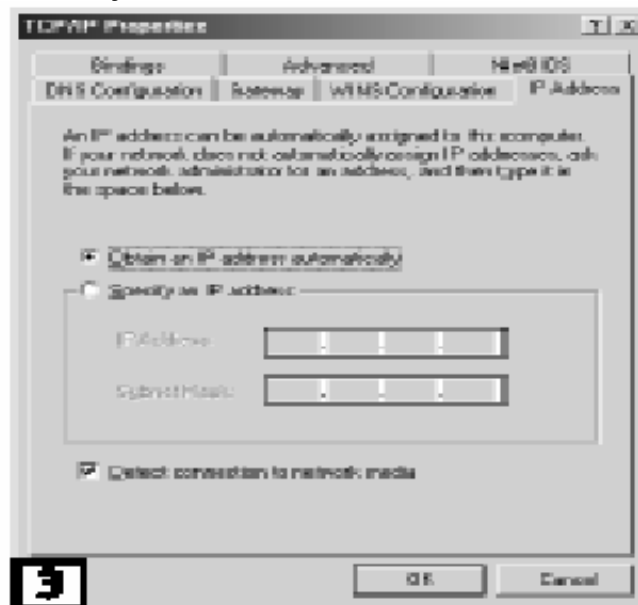 TCP/IP Properties
Bindings Advanced NetBIOS
DNS Configuration Gateway WINS Configuration IP Address
An IP address can be automatically assigned to this computer.
If your network does not automatically assign IP addresses, ask
your network administrator for an address, and then type it in
the space below.
Obtain an IP address automatically
Specify an IP address:
IP Address:
Subnet Mask:
Detect connection to network media
3
OK Cancel